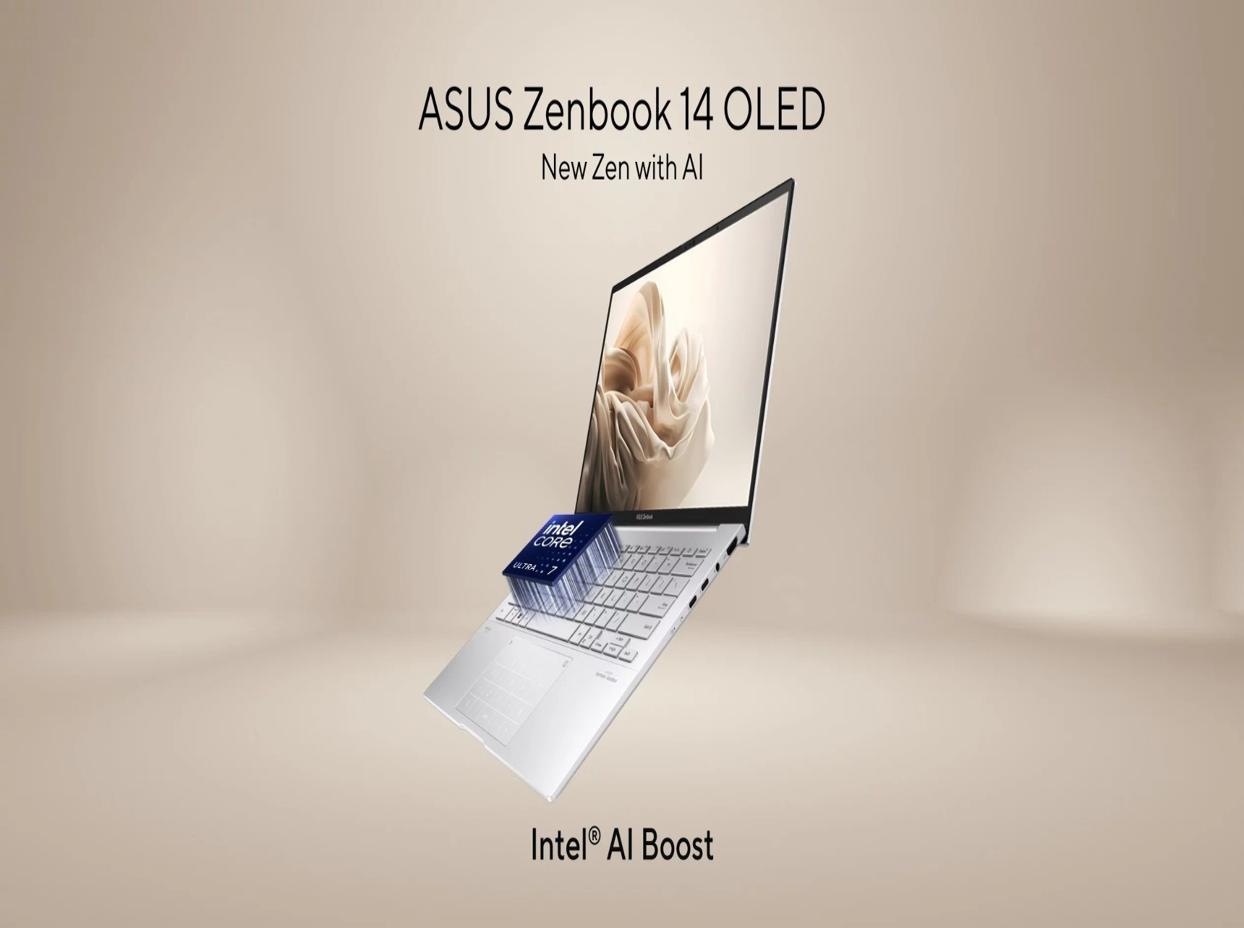 ASUS Zenbook 14 OLED
New Zen with AI
intel
CORE
ULTRA 7
Intel® AI Boost